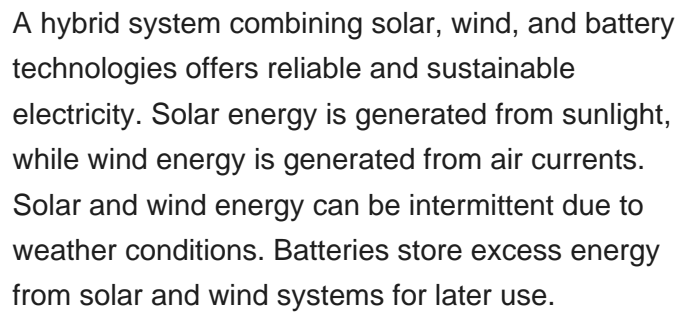 A hybrid system combining solar, wind, and battery
technologies offers reliable and sustainable
electricity. Solar energy is generated from sunlight,
while wind energy is generated from air currents.
Solar and wind energy can be intermittent due to
weather conditions. Batteries store excess energy
from solar and wind systems for later use.